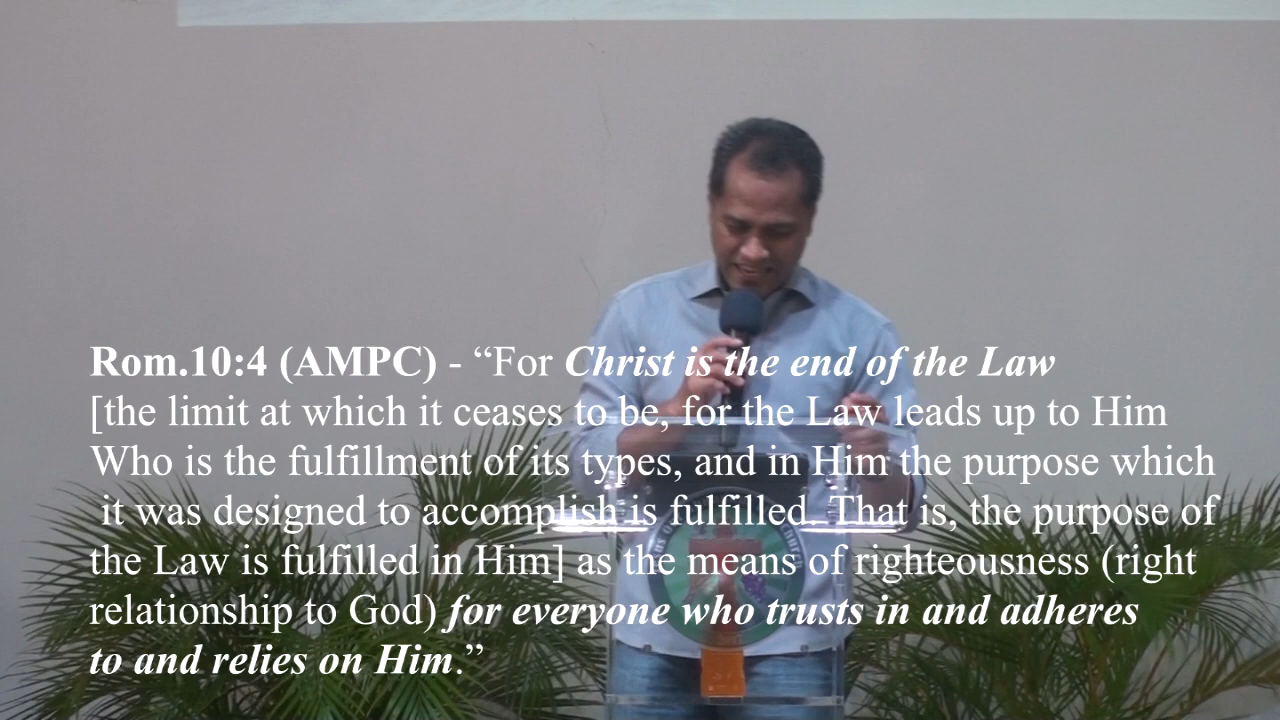 Rom.10:4 (AMPC) - “For Christ is the end of the Law
[the limit at which it ceases to be, for the Law leads up to Him
Who is the fulfillment of its types, and in Him the purpose which
it was designed to accomplish is fulfilled. That is, the purpose of
the Law is fulfilled in Him] as the means of righteousness (right
relationship to God) for everyone who trusts in and adheres
to and relies on Him.”